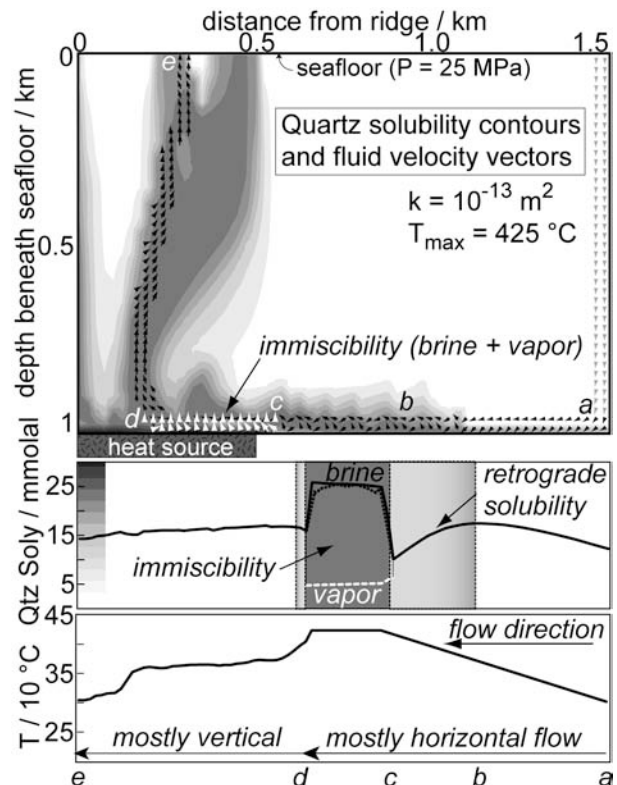 distance from ridge / km
0 0.5 1.0 1.5
0
e
seafloor (P = 25 MPa)
Quartz solubility contours
and fluid velocity vectors
k = 10⁻¹³ m²
Tmax = 425 °C
depth beneath seafloor / km
0.5
immiscibility (brine + vapor)
d c b a
1
heat source
Qtz Soly / mmolal
25
15
5
brine
retrograde
solubility
immiscibility
vapor
T / 10 °C
45
35
25
flow direction
mostly vertical mostly horizontal flow
e d c b a